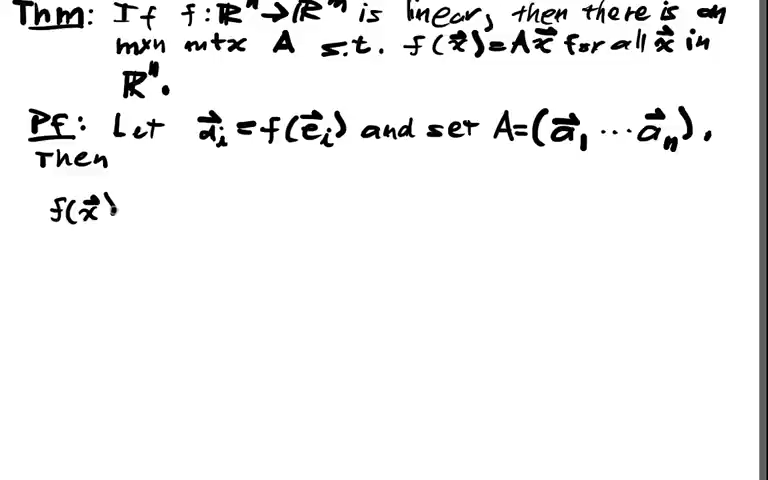 Thm: If f: ℝⁿ→ℝᵐ is linear, then there is an
m×n mtx A s.t. f(x⃗)=Ax⃗ for all x⃗ in
ℝⁿ.
Pf: Let a⃗ᵢ=f(e⃗ᵢ) and set A=(a⃗₁ ⋯ a⃗ₙ).
Then
f(x⃗)